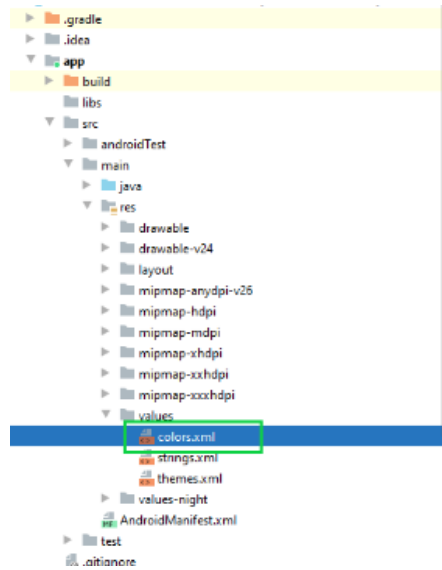 .gradle
.idea
app
build
libs
src
androidTest
main
java
res
drawable
drawable-v24
layout
mipmap-anydpi-v26
mipmap-hdpi
mipmap-mdpi
mipmap-xhdpi
mipmap-xxhdpi
mipmap-xxxhdpi
values
colors.xml
strings.xml
themes.xml
values-night
AndroidManifest.xml
test
.gitignore